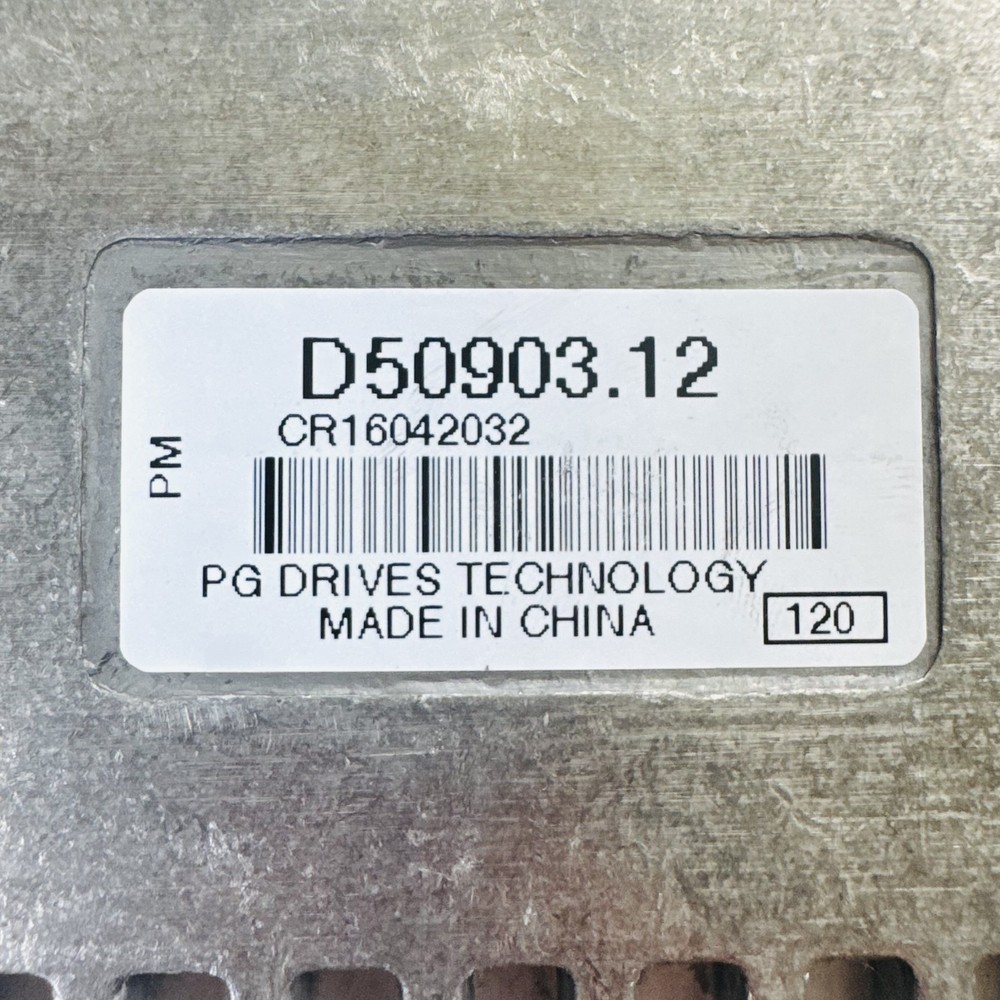 D50903.12
CR16042032
PM
PG DRIVES TECHNOLOGY
MADE IN CHINA
120